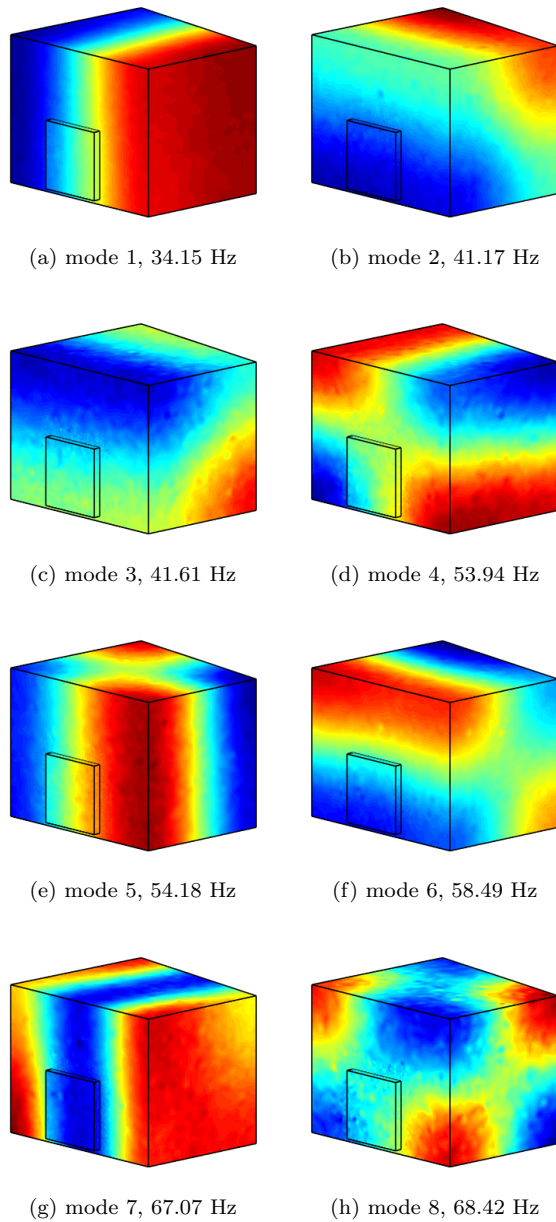 (a) mode 1, 34.15 Hz
(b) mode 2, 41.17 Hz
(c) mode 3, 41.61 Hz
(d) mode 4, 53.94 Hz
(e) mode 5, 54.18 Hz
(f) mode 6, 58.49 Hz
(g) mode 7, 67.07 Hz
(h) mode 8, 68.42 Hz